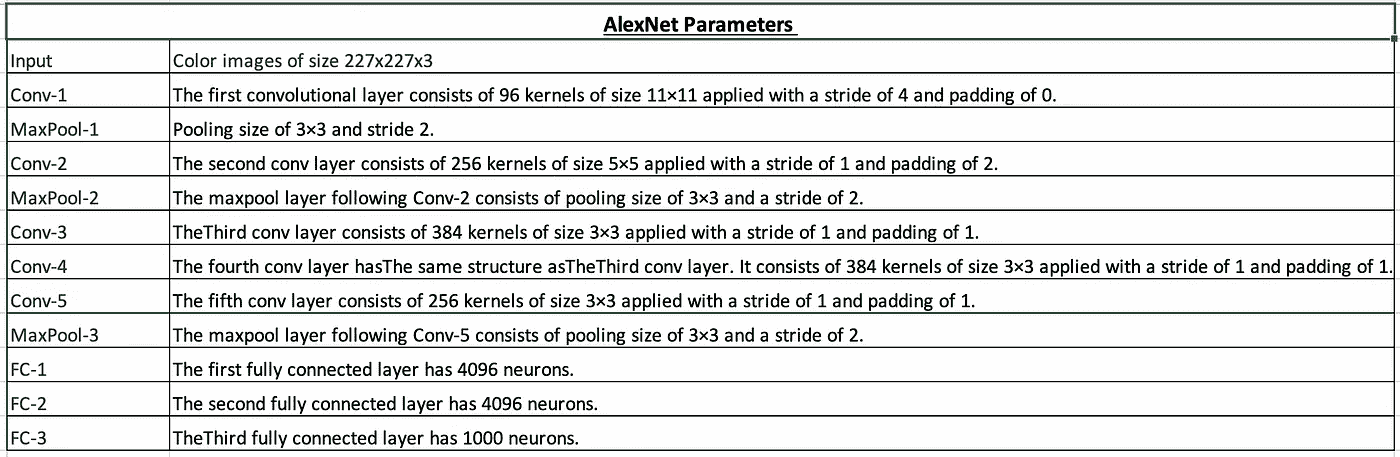 AlexNet Parameters
Input Color images of size 227x227x3
Conv-1 The first convolutional layer consists of 96 kernels of size 11×11 applied with a stride of 4 and padding of 0.
MaxPool-1 Pooling size of 3×3 and stride 2.
Conv-2 The second conv layer consists of 256 kernels of size 5×5 applied with a stride of 1 and padding of 2.
MaxPool-2 The maxpool layer following Conv-2 consists of pooling size of 3×3 and a stride of 2.
Conv-3 TheThird conv layer consists of 384 kernels of size 3×3 applied with a stride of 1 and padding of 1.
Conv-4 The fourth conv layer hasThe same structure asTheThird conv layer. It consists of 384 kernels of size 3×3 applied with a stride of 1 and padding of 1.
Conv-5 The fifth conv layer consists of 256 kernels of size 3×3 applied with a stride of 1 and padding of 1.
MaxPool-3 The maxpool layer following Conv-5 consists of pooling size of 3×3 and a stride of 2.
FC-1 The first fully connected layer has 4096 neurons.
FC-2 The second fully connected layer has 4096 neurons.
FC-3 TheThird fully connected layer has 1000 neurons.